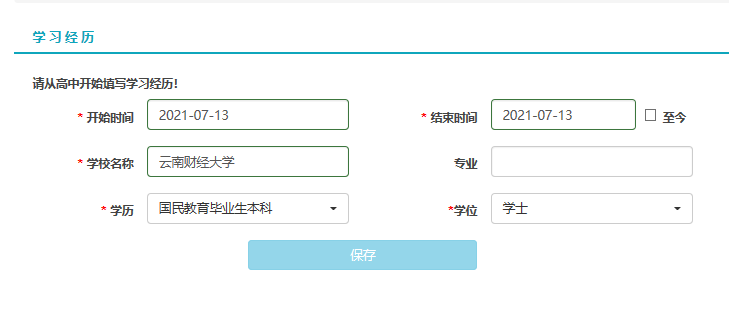 学习经历
请从高中开始填写学习经历!
* 开始时间 2021-07-13 * 结束时间 2021-07-13 至今
* 学校名称 云南财经大学 专业
* 学历 国民教育毕业生本科 *学位 学士
保存